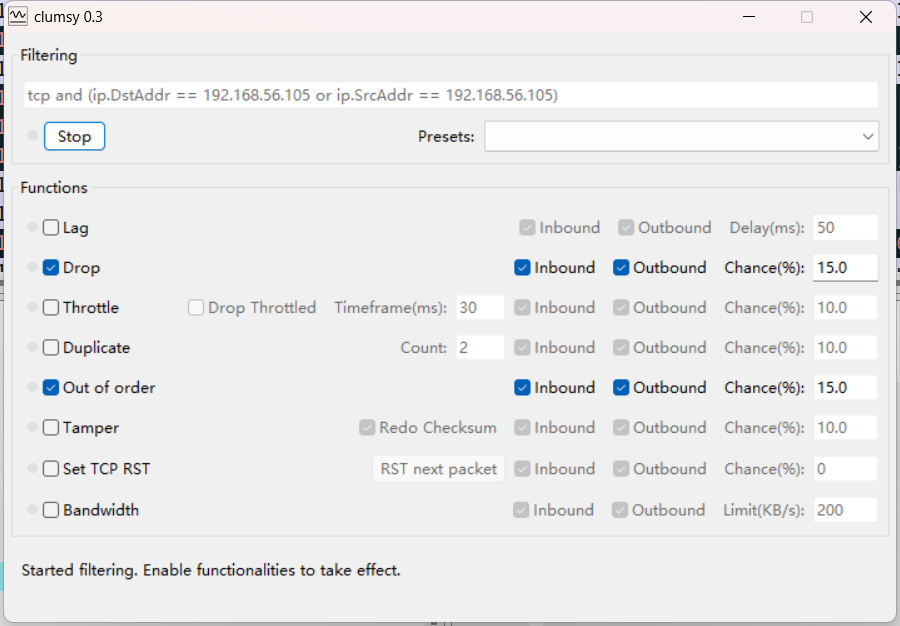 clumsy 0.3
Filtering
tcp and (ip.DstAddr == 192.168.56.105 or ip.SrcAddr == 192.168.56.105)
Stop Presets:
Functions
Lag Inbound Outbound Delay(ms): 50
Drop Inbound Outbound Chance(%): 15.0
Throttle Drop Throttled Timeframe(ms): 30 Inbound Outbound Chance(%): 10.0
Duplicate Count: 2 Inbound Outbound Chance(%): 10.0
Out of order Inbound Outbound Chance(%): 15.0
Tamper Redo Checksum Inbound Outbound Chance(%): 10.0
Set TCP RST RST next packet Inbound Outbound Chance(%): 0
Bandwidth Inbound Outbound Limit(KB/s): 200
Started filtering. Enable functionalities to take effect.